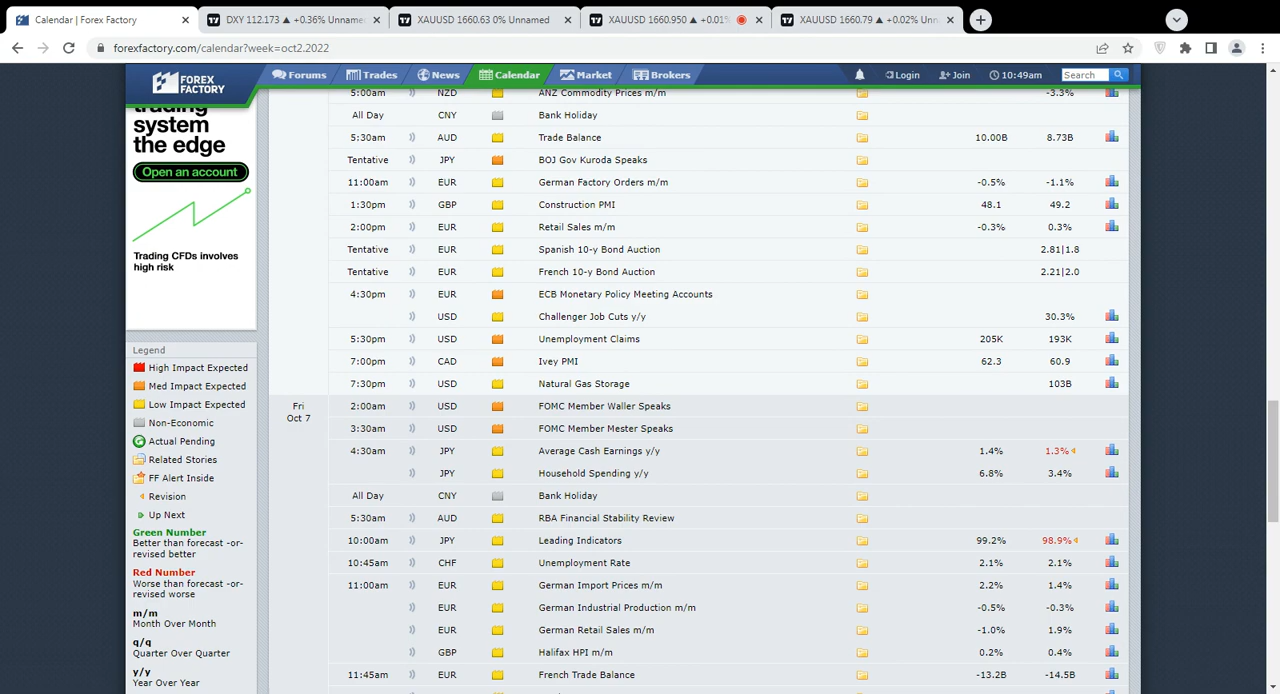 Calendar | Forex Factory
DXY 112.173 ▲ +0.36% Unname
XAUUSD 1660.63 0% Unnamed
XAUUSD 1660.950 ▲ +0.01%
XAUUSD 1660.79 ▲ +0.02% Unn
forexfactory.com/calendar?week=oct2.2022
FOREX FACTORY Forums Trades News Calendar Market Brokers Login Join 10:49am Search
trading
system
the edge
Open an account
Trading CFDs involves
high risk
Legend
High Impact Expected
Med Impact Expected
Low Impact Expected
Non-Economic
Actual Pending
Related Stories
FF Alert Inside
Revision
Up Next
Green Number
Better than forecast -or-
revised better
Red Number
Worse than forecast -or-
revised worse
m/m
Month Over Month
q/q
Quarter Over Quarter
y/y
Year Over Year
5:00am NZD ANZ Commodity Prices m/m -3.3%
All Day CNY Bank Holiday
5:30am AUD Trade Balance 10.00B 8.73B
Tentative JPY BOJ Gov Kuroda Speaks
11:00am EUR German Factory Orders m/m -0.5% -1.1%
1:30pm GBP Construction PMI 48.1 49.2
2:00pm EUR Retail Sales m/m -0.3% 0.3%
Tentative EUR Spanish 10-y Bond Auction 2.81|1.8
Tentative EUR French 10-y Bond Auction 2.21|2.0
4:30pm EUR ECB Monetary Policy Meeting Accounts
USD Challenger Job Cuts y/y 30.3%
5:30pm USD Unemployment Claims 205K 193K
7:00pm CAD Ivey PMI 62.3 60.9
7:30pm USD Natural Gas Storage 103B
Fri
Oct 7
2:00am USD FOMC Member Waller Speaks
3:30am USD FOMC Member Mester Speaks
4:30am JPY Average Cash Earnings y/y 1.4% 1.3%
JPY Household Spending y/y 6.8% 3.4%
All Day CNY Bank Holiday
5:30am AUD RBA Financial Stability Review
10:00am JPY Leading Indicators 99.2% 98.9%
10:45am CHF Unemployment Rate 2.1% 2.1%
11:00am EUR German Import Prices m/m 2.2% 1.4%
EUR German Industrial Production m/m -0.5% -0.3%
EUR German Retail Sales m/m -1.0% 1.9%
GBP Halifax HPI m/m 0.2% 0.4%
11:45am EUR French Trade Balance -13.2B -14.5B